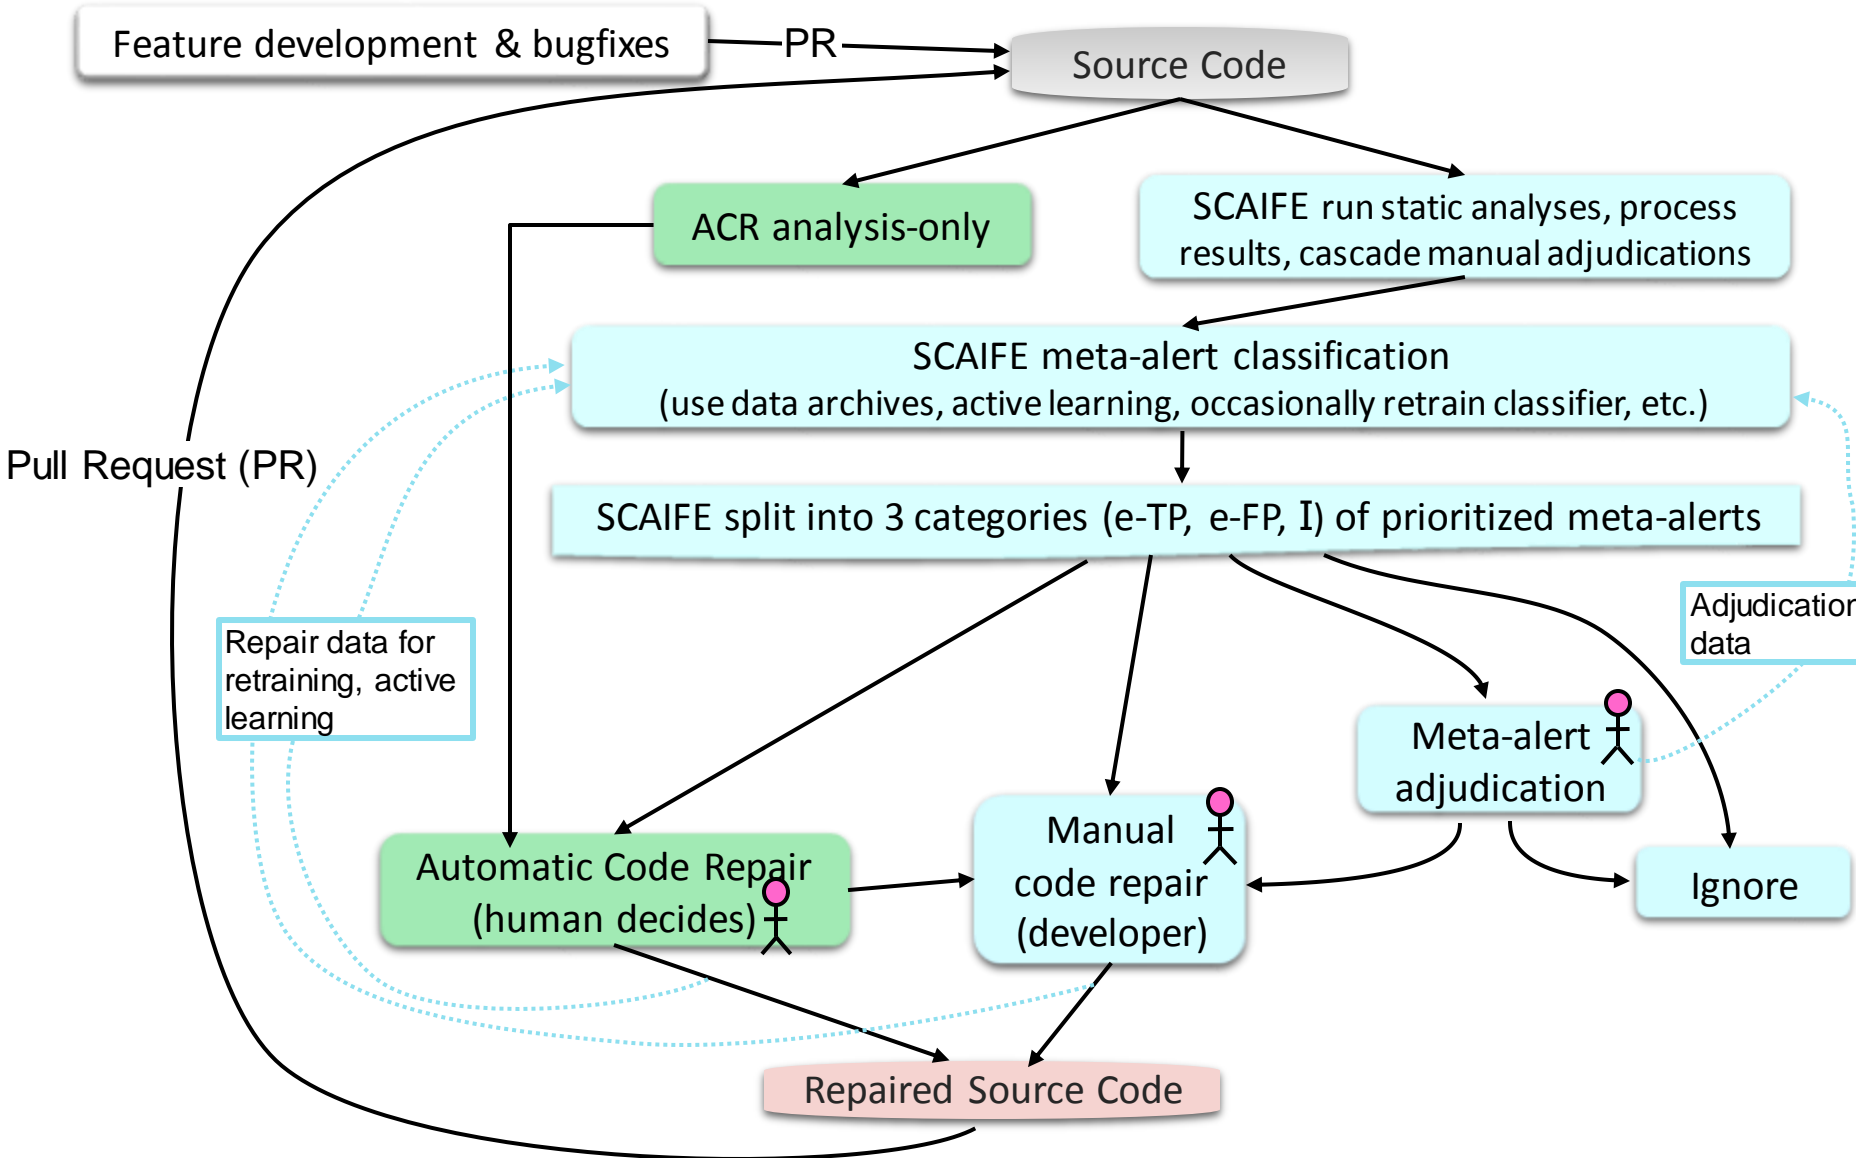 Feature development & bugfixes
PR
Source Code
ACR analysis-only
SCAIFE run static analyses, process
results, cascade manual adjudications
SCAIFE meta-alert classification
(use data archives, active learning, occasionally retrain classifier, etc.)
Pull Request (PR)
SCAIFE split into 3 categories (e-TP, e-FP, I) of prioritized meta-alerts
Repair data for
retraining, active
learning
Adjudication
data
Meta-alert
adjudication
Manual
code repair
(developer)
Automatic Code Repair
(human decides)
Ignore
Repaired Source Code